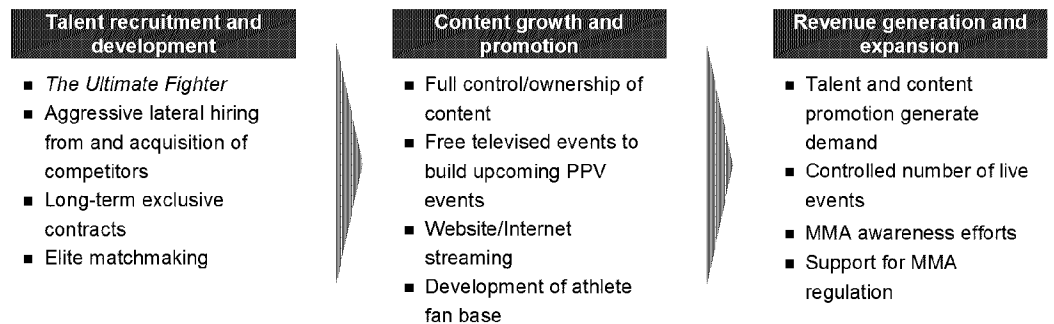 Talent recruitment and
development
■ The Ultimate Fighter
■ Aggressive lateral hiring
from and acquisition of
competitors
■ Long-term exclusive
contracts
■ Elite matchmaking
Content growth and
promotion
■ Full control/ownership of
content
■ Free televised events to
build upcoming PPV
events
■ Website/Internet
streaming
■ Development of athlete
fan base
Revenue generation and
expansion
■ Talent and content
promotion generate
demand
■ Controlled number of live
events
■ MMA awareness efforts
■ Support for MMA
regulation